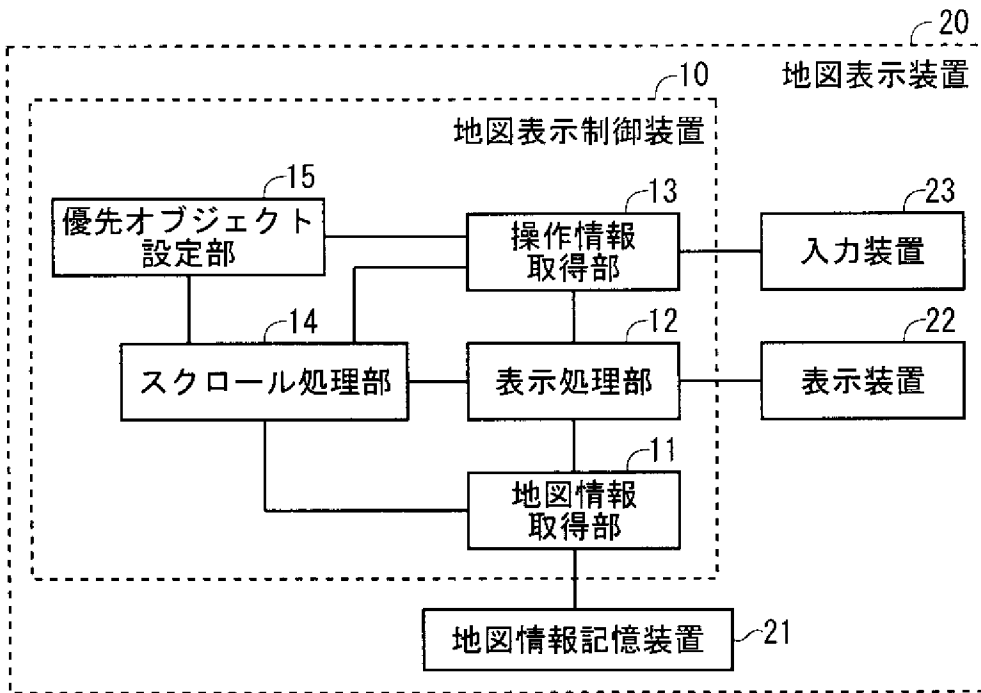 20
地図表示装置
10
地図表示制御装置
15
優先オブジェクト
設定部
13
操作情報
取得部
23
入力装置
14
スクロール処理部
12
表示処理部
22
表示装置
11
地図情報
取得部
地図情報記憶装置
21